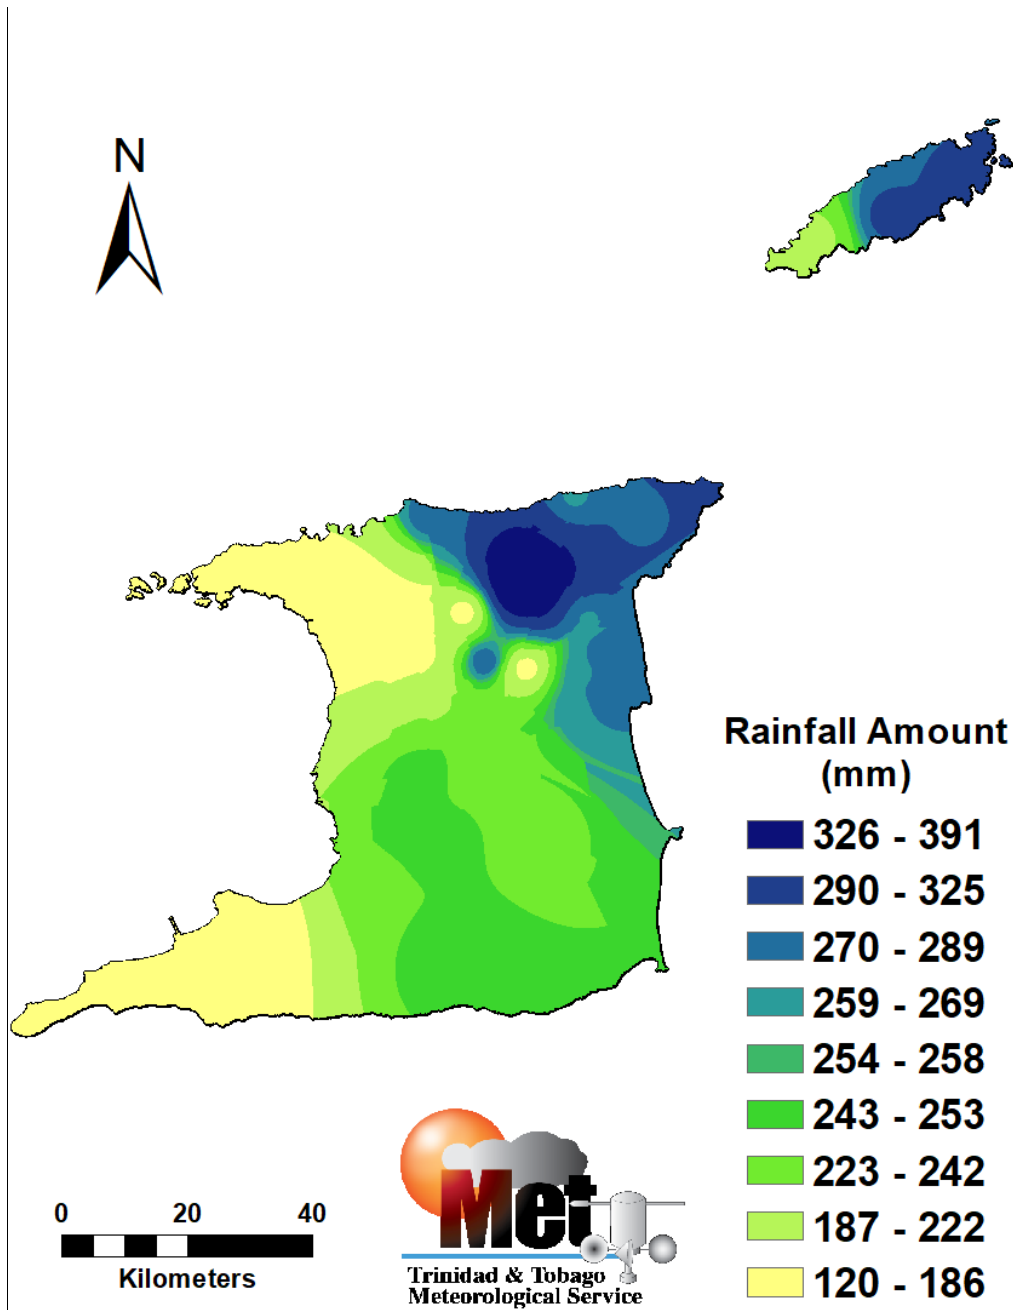 N
Rainfall Amount
(mm)
326 - 391
290 - 325
270 - 289
259 - 269
254 - 258
243 - 253
223 - 242
187 - 222
120 - 186
0 20 40
Kilometers
Met
Trinidad & Tobago
Meteorological Service